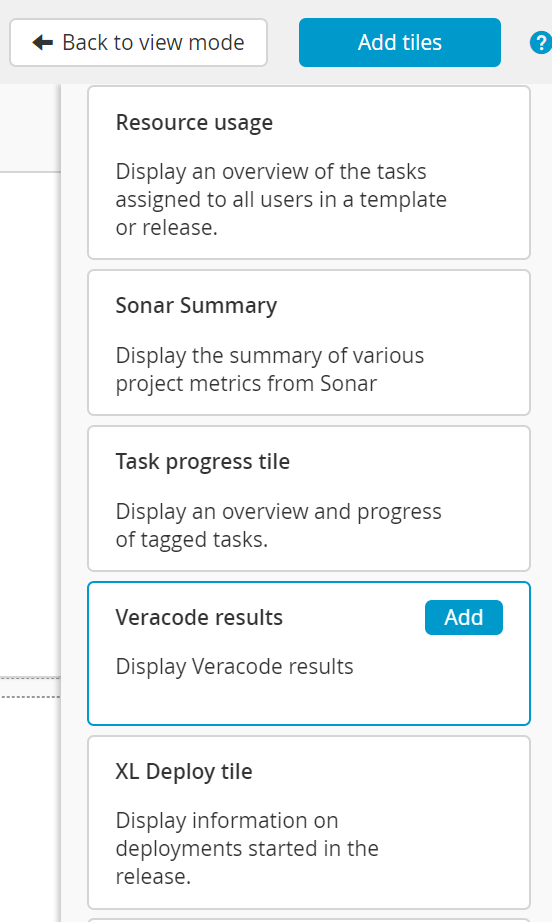 Back to view mode
Add tiles
?
Resource usage
Display an overview of the tasks
assigned to all users in a template
or release.
Sonar Summary
Display the summary of various
project metrics from Sonar
Task progress tile
Display an overview and progress
of tagged tasks.
Veracode results
Add
Display Veracode results
XL Deploy tile
Display information on
deployments started in the
release.